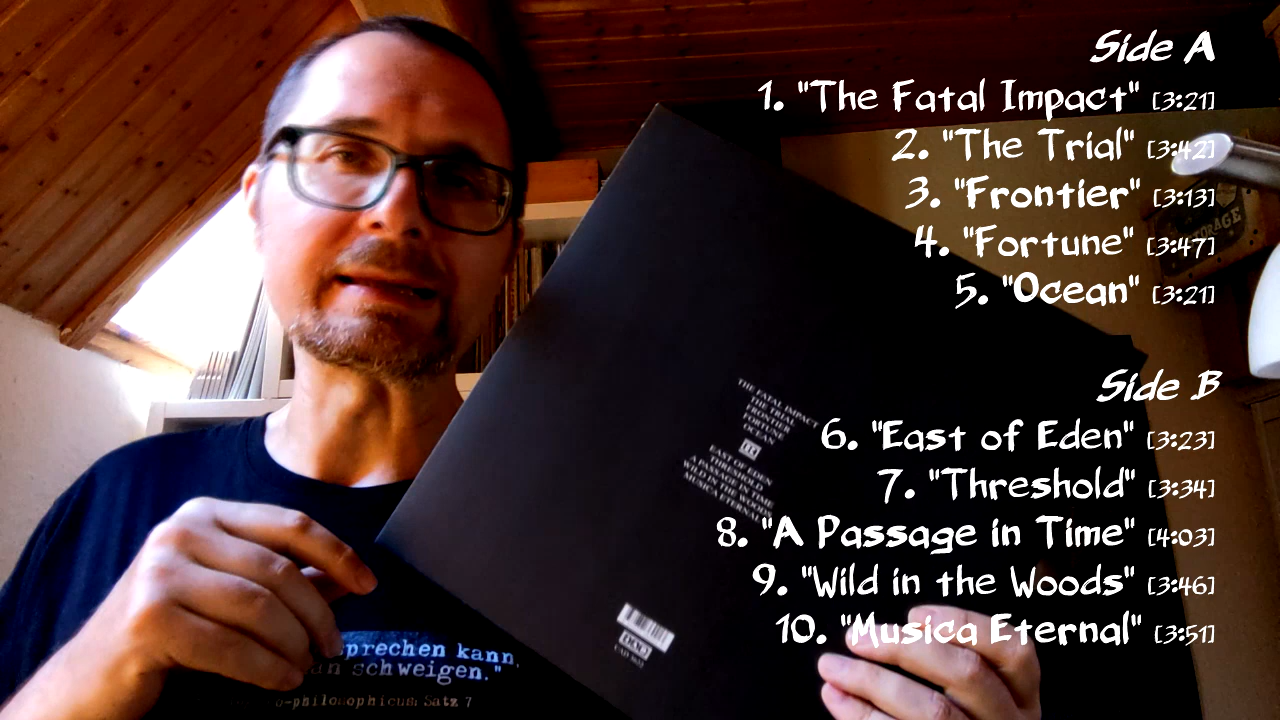 Side A
1. "The Fatal Impact" [3:21]
2. "The Trial" [3:42]
3. "Frontier" [3:13]
4. "Fortune" [3:47]
5. "Ocean" [3:21]
Side B
6. "East of Eden" [3:23]
7. "Threshold" [3:34]
8. "A Passage in Time" [4:03]
9. "Wild in the Woods" [3:46]
10. "Musica Eternal" [3:51]
THE FATAL IMPACT
THE TRIAL
FRONTIER
FORTUNE
OCEAN
EAST OF EDEN
THRESHOLD
A PASSAGE IN TIME
WILD IN THE WOODS
MUSICA ETERNAL
sprechen kann,
an schweigen."
o-philosophicus Satz 7